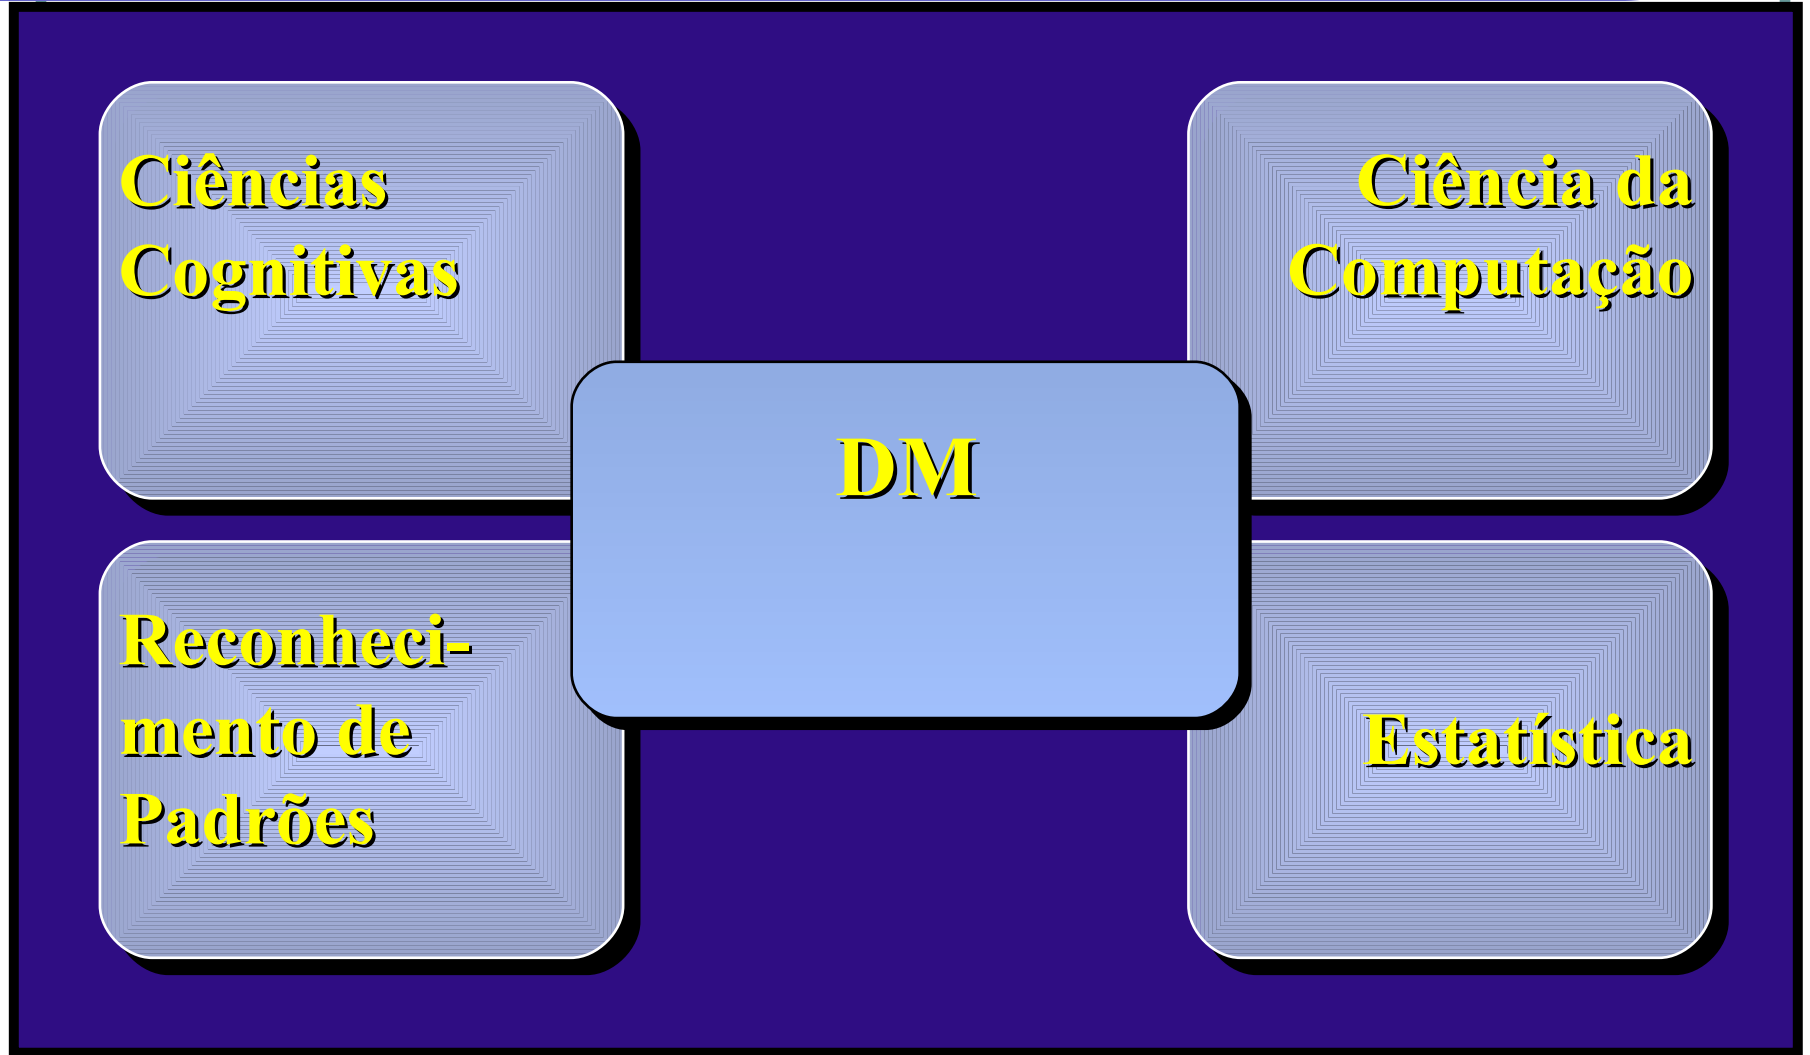 Ciências
Cognitivas
Ciência da
Computação
DM
Reconheci-
mento de
Padrões
Estatística